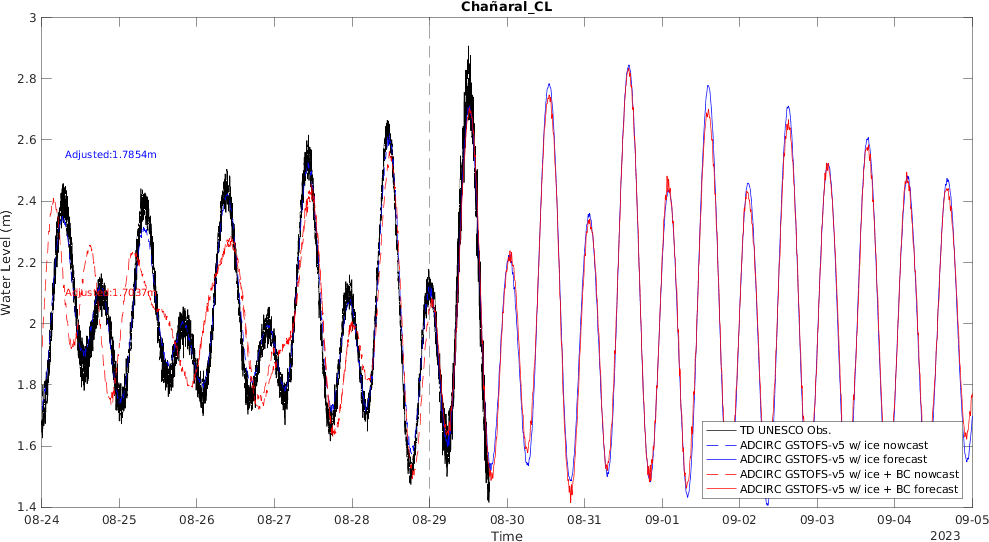 Chañaral_CL
3
2.8
2.6
2.4
2.2
2
1.8
1.6
1.4
Water Level (m)
Adjusted:1.7854m
Adjusted:1.7037m
TD UNESCO Obs.
ADCIRC GSTOFS-v5 w/ ice nowcast
ADCIRC GSTOFS-v5 w/ ice forecast
ADCIRC GSTOFS-v5 w/ ice + BC nowcast
ADCIRC GSTOFS-v5 w/ ice + BC forecast
08-24 08-25 08-26 08-27 08-28 08-29 08-30 08-31 09-01 09-02 09-03 09-04 09-05
Time
2023